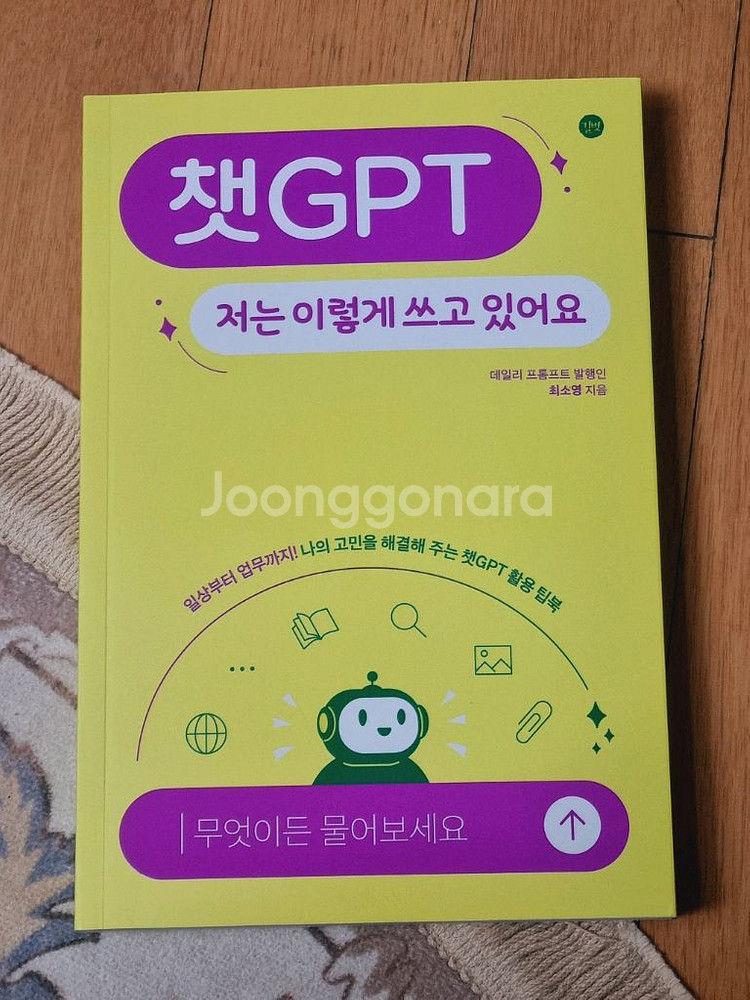 길벗
챗GPT
저는 이렇게 쓰고 있어요
데일리 프롬프트 발행인
최소영 지음
Joonggonara
일상부터 업무까지! 나의 고민을 해결해 주는 챗GPT 활용 팁북
무엇이든 물어보세요